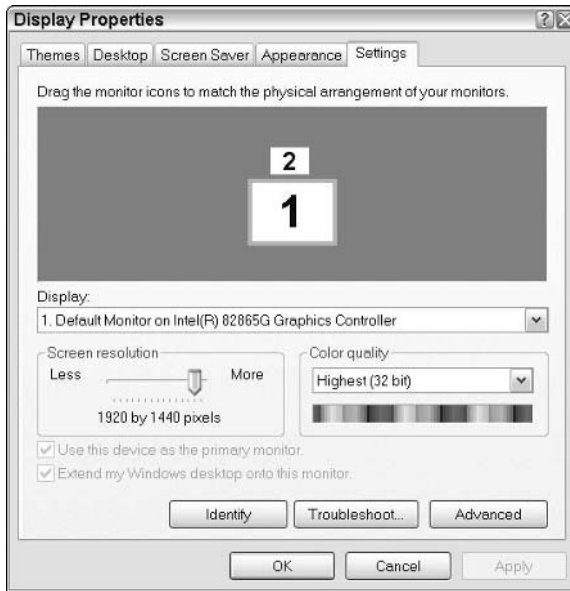 Display Properties
Themes Desktop Screen Saver Appearance Settings
Drag the monitor icons to match the physical arrangement of your monitors.
2
1
Display:
1. Default Monitor on Intel(R) 82865G Graphics Controller
Screen resolution
Less More
1920 by 1440 pixels
Color quality
Highest (32 bit)
Use this device as the primary monitor.
Extend my Windows desktop onto this monitor.
Identify Troubleshoot... Advanced
OK Cancel Apply